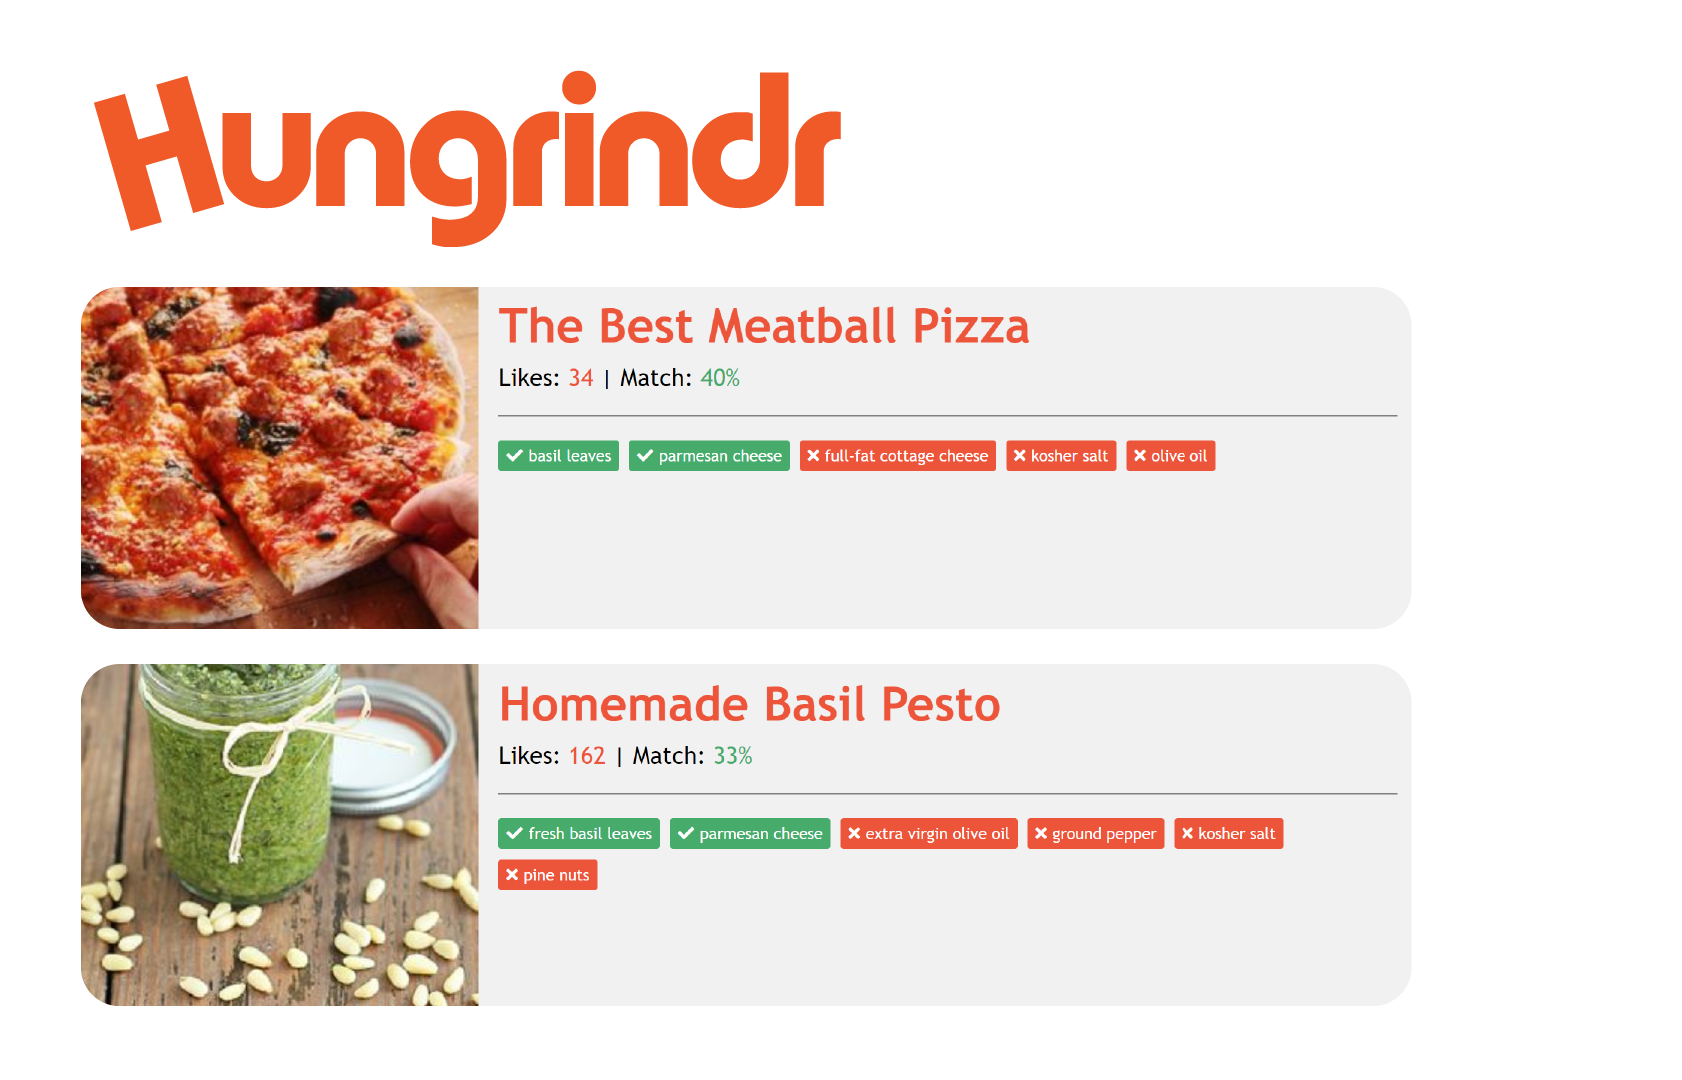 Hungrindr
The Best Meatball Pizza
Likes: 34 | Match: 40%
✓ basil leaves ✓ parmesan cheese ✗ full-fat cottage cheese ✗ kosher salt ✗ olive oil
Homemade Basil Pesto
Likes: 162 | Match: 33%
✓ fresh basil leaves ✓ parmesan cheese ✗ extra virgin olive oil ✗ ground pepper ✗ kosher salt
✗ pine nuts